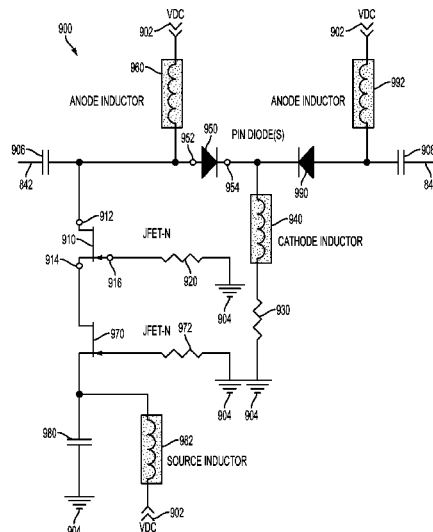 900
VDC
902
VDC
902
960
992
ANODE INDUCTOR
ANODE INDUCTOR
PIN DIODE(S)
906
952
950
908
842
954
990
912
940
910
JFET-N
CATHODE INDUCTOR
914
916
920
904
930
970
JFET-N
972
904
904
980
982
SOURCE INDUCTOR
904
902
VDC